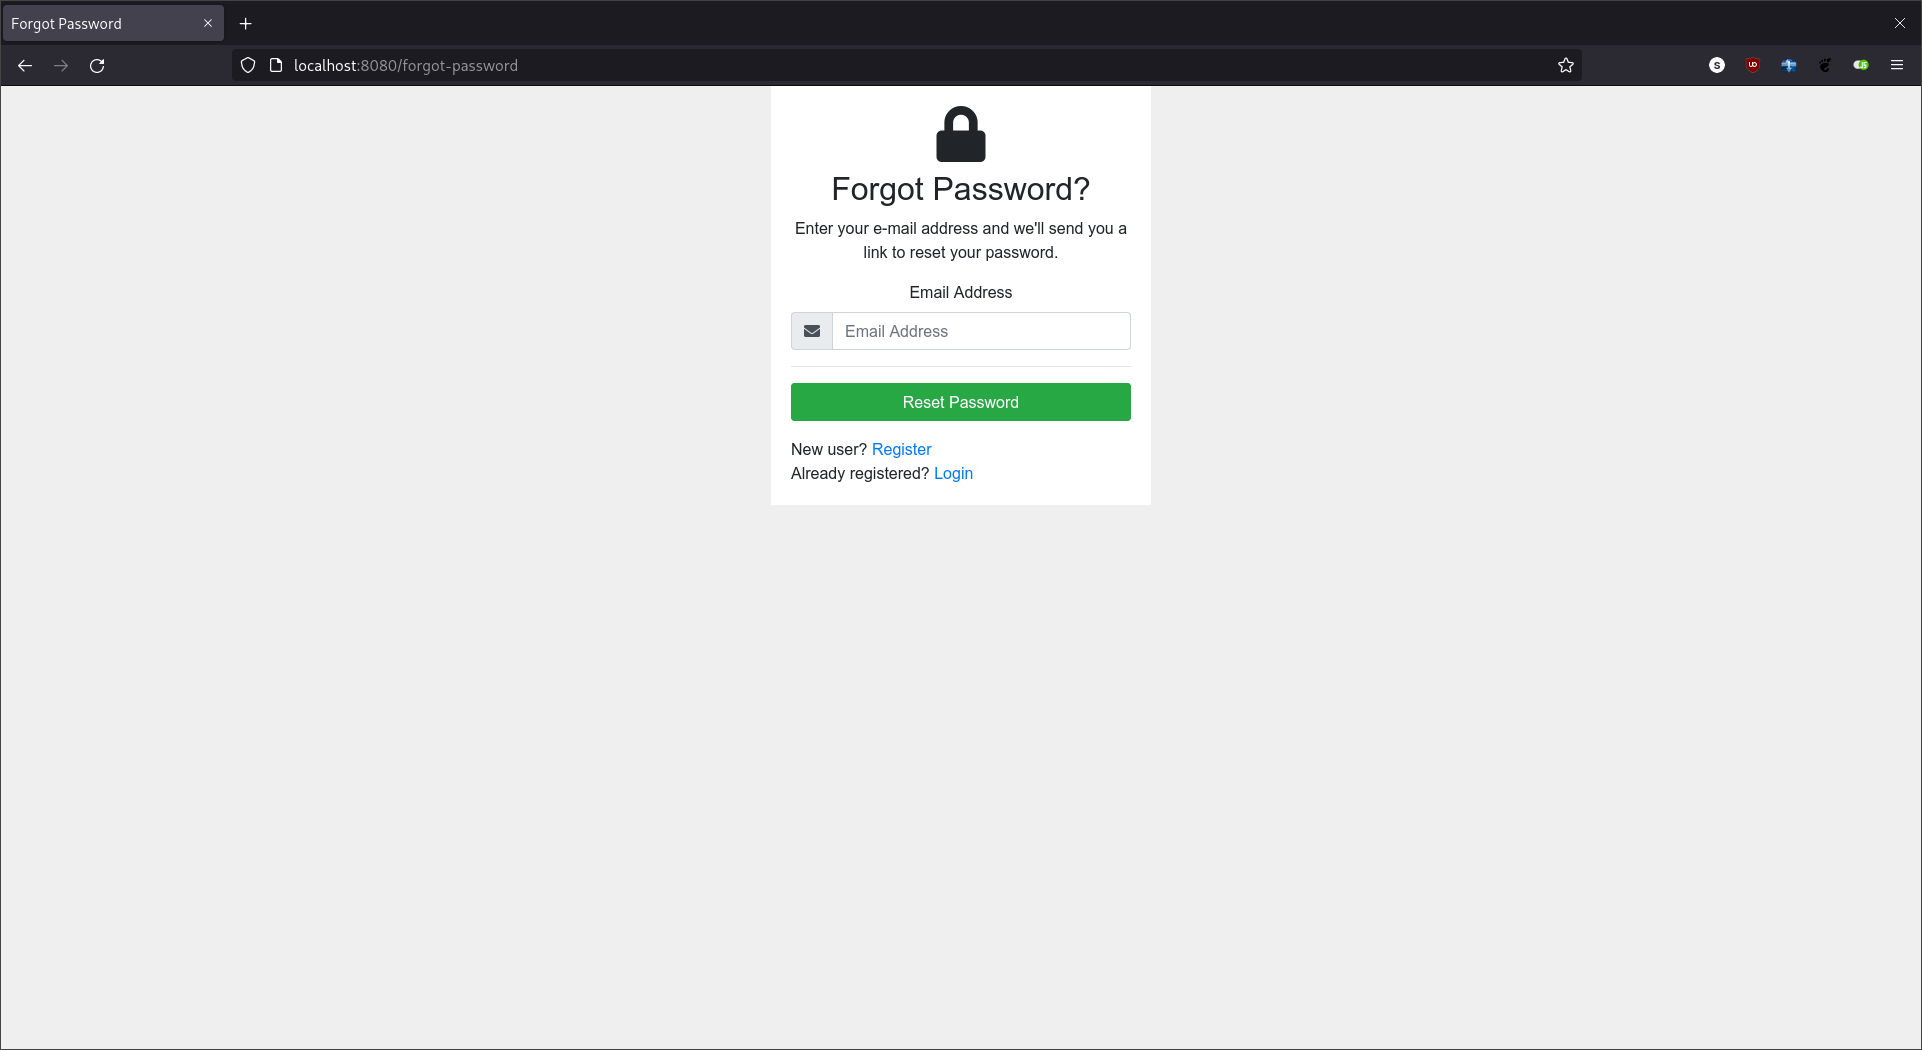 Forgot Password
localhost:8080/forgot-password
S
Forgot Password?
Enter your e-mail address and we'll send you a
link to reset your password.
Email Address
Email Address
Reset Password
New user? Register
Already registered? Login